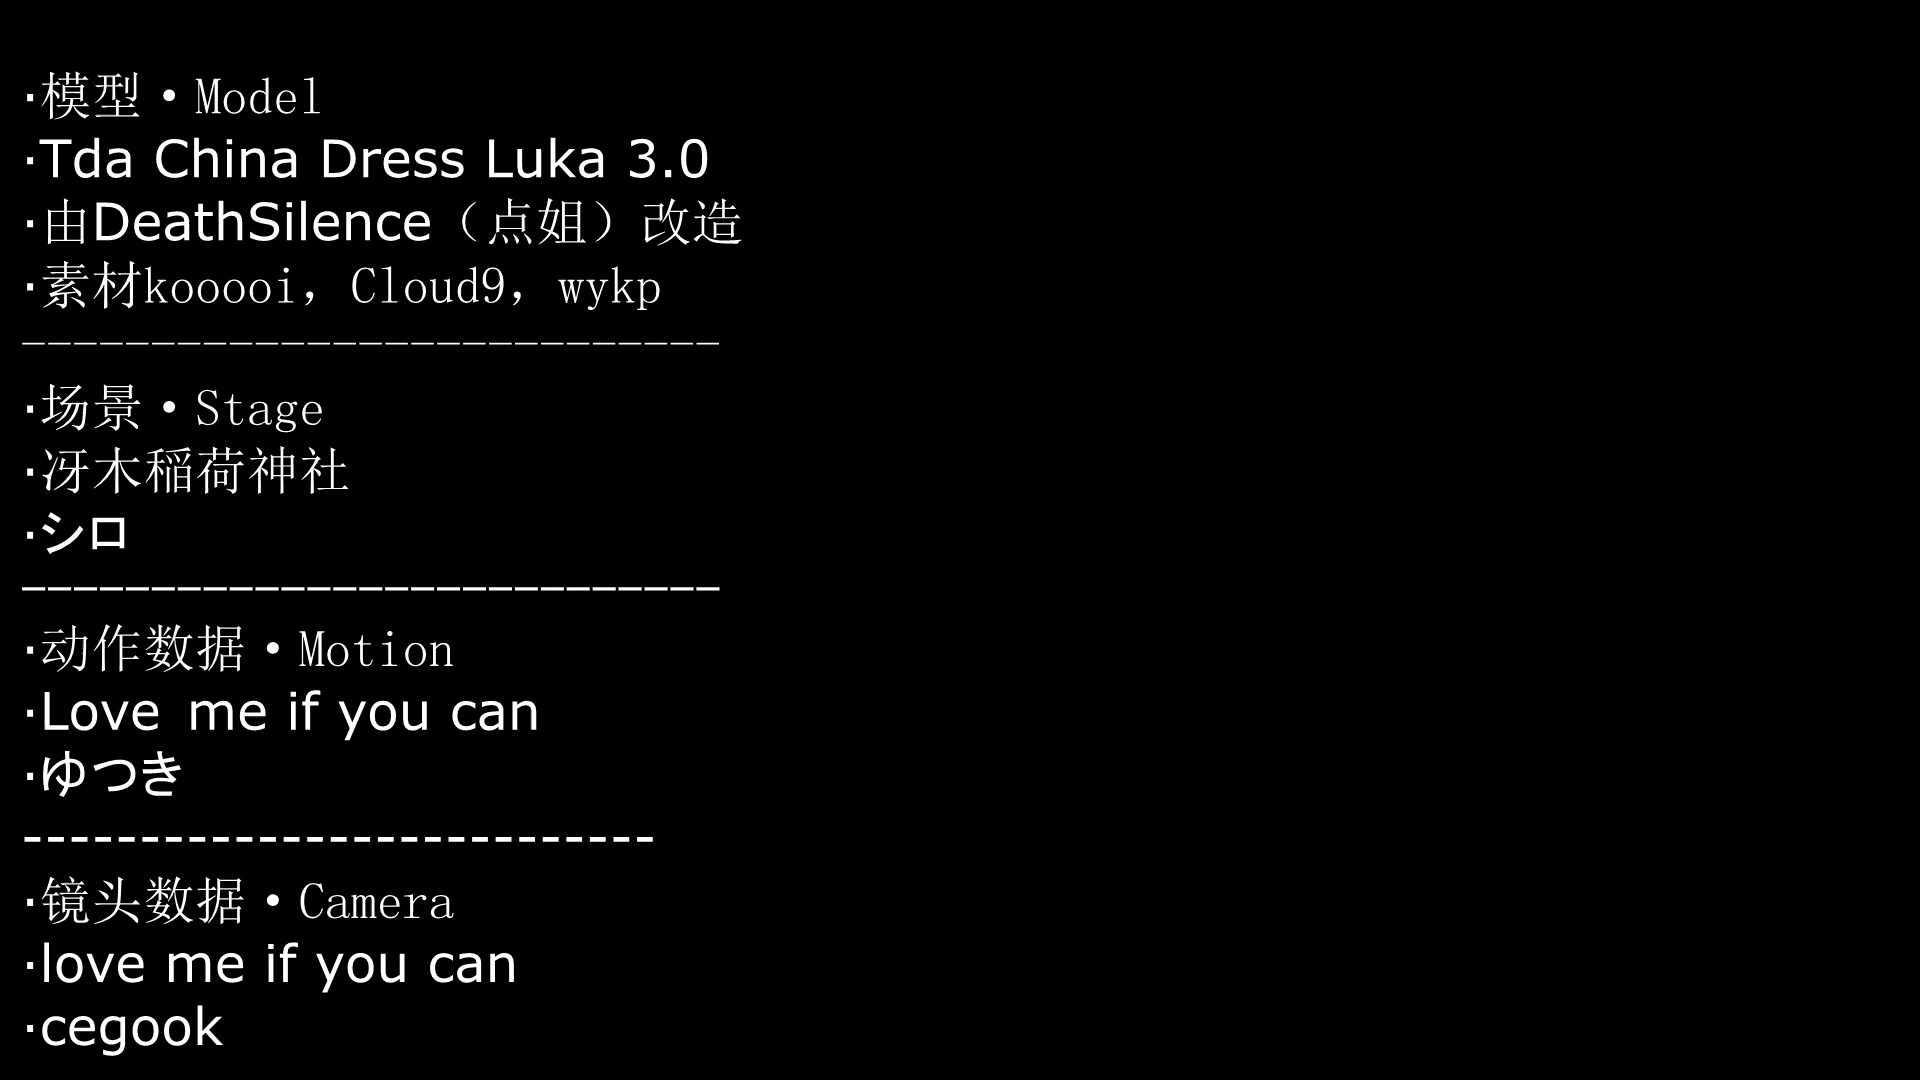 ·模型·Model
·Tda China Dress Luka 3.0
·由DeathSilence（点姐）改造
·素材kooooi，Cloud9，wykp
---------------------------
·场景·Stage
·冴木稲荷神社
·シロ
---------------------------
·动作数据·Motion
·Love me if you can
·ゆつき
---------------------------
·镜头数据·Camera
·love me if you can
·cegook